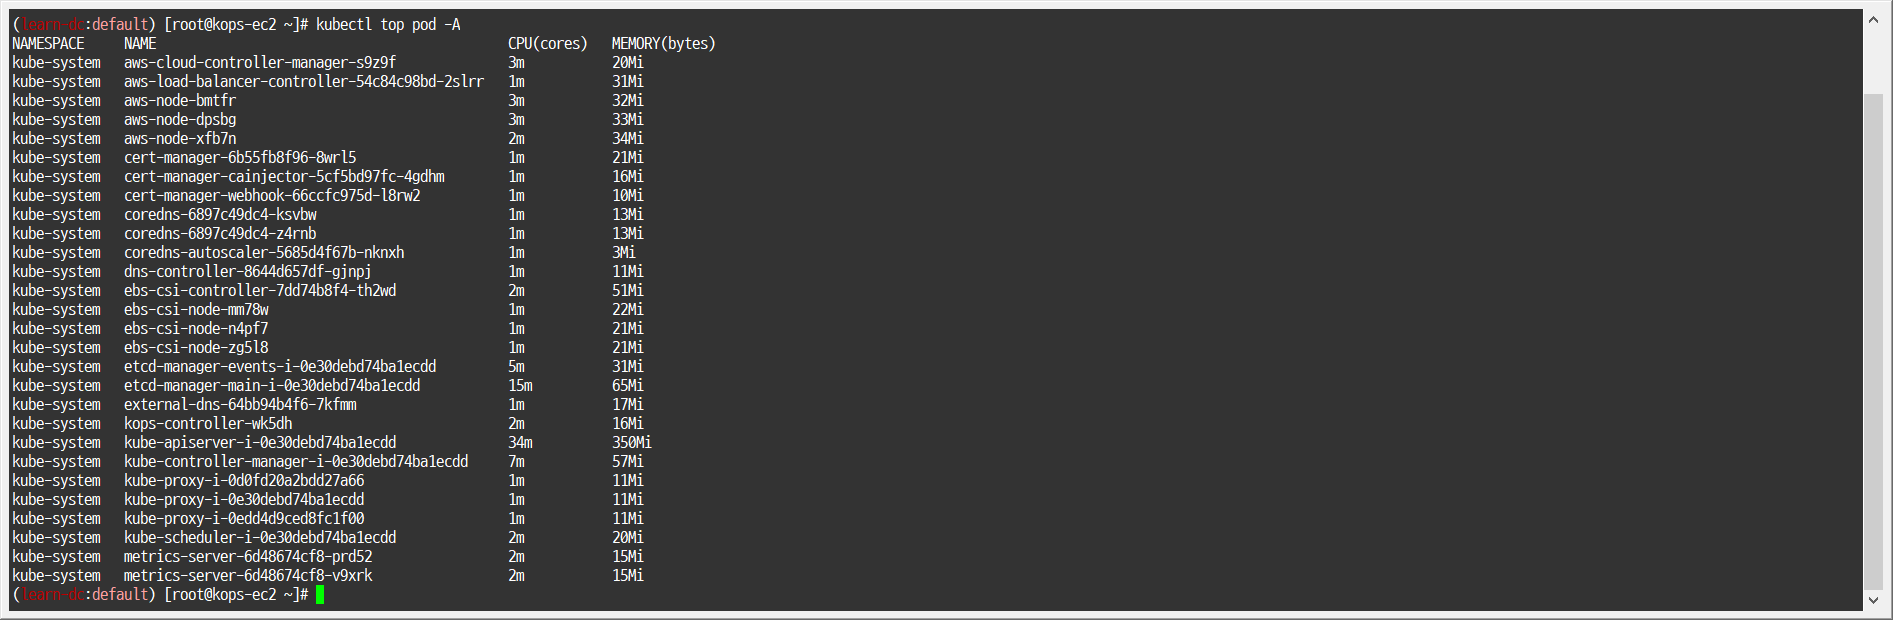 (learn-dc:default) [root@kops-ec2 ~]# kubectl top pod -A
NAMESPACE     NAME                                            CPU(cores)   MEMORY(bytes)
kube-system   aws-cloud-controller-manager-s9z9f              3m           20Mi
kube-system   aws-load-balancer-controller-54c84c98bd-2slrr   1m           31Mi
kube-system   aws-node-bmtfr                                  3m           32Mi
kube-system   aws-node-dpsbg                                  3m           33Mi
kube-system   aws-node-xfb7n                                  2m           34Mi
kube-system   cert-manager-6b55fb8f96-8wrl5                   1m           21Mi
kube-system   cert-manager-cainjector-5cf5bd97fc-4gdhm        1m           16Mi
kube-system   cert-manager-webhook-66ccfc975d-l8rw2           1m           10Mi
kube-system   coredns-6897c49dc4-ksvbw                        1m           13Mi
kube-system   coredns-6897c49dc4-z4rnb                        1m           13Mi
kube-system   coredns-autoscaler-5685d4f67b-nknxh             1m           3Mi
kube-system   dns-controller-8644d657df-gjnpj                 1m           11Mi
kube-system   ebs-csi-controller-7dd74b8f4-th2wd              2m           51Mi
kube-system   ebs-csi-node-mm78w                              1m           22Mi
kube-system   ebs-csi-node-n4pf7                              1m           21Mi
kube-system   ebs-csi-node-zg5l8                              1m           21Mi
kube-system   etcd-manager-events-i-0e30debd74ba1ecdd         5m           31Mi
kube-system   etcd-manager-main-i-0e30debd74ba1ecdd           15m          65Mi
kube-system   external-dns-64bb94b4f6-7kfmm                   1m           17Mi
kube-system   kops-controller-wk5dh                           2m           16Mi
kube-system   kube-apiserver-i-0e30debd74ba1ecdd              34m          350Mi
kube-system   kube-controller-manager-i-0e30debd74ba1ecdd     7m           57Mi
kube-system   kube-proxy-i-0d0fd20a2bdd27a66                  1m           11Mi
kube-system   kube-proxy-i-0e30debd74ba1ecdd                  1m           11Mi
kube-system   kube-proxy-i-0edd4d9ced8fc1f00                  1m           11Mi
kube-system   kube-scheduler-i-0e30debd74ba1ecdd              2m           20Mi
kube-system   metrics-server-6d48674cf8-prd52                 2m           15Mi
kube-system   metrics-server-6d48674cf8-v9xrk                 2m           15Mi
(learn-dc:default) [root@kops-ec2 ~]#